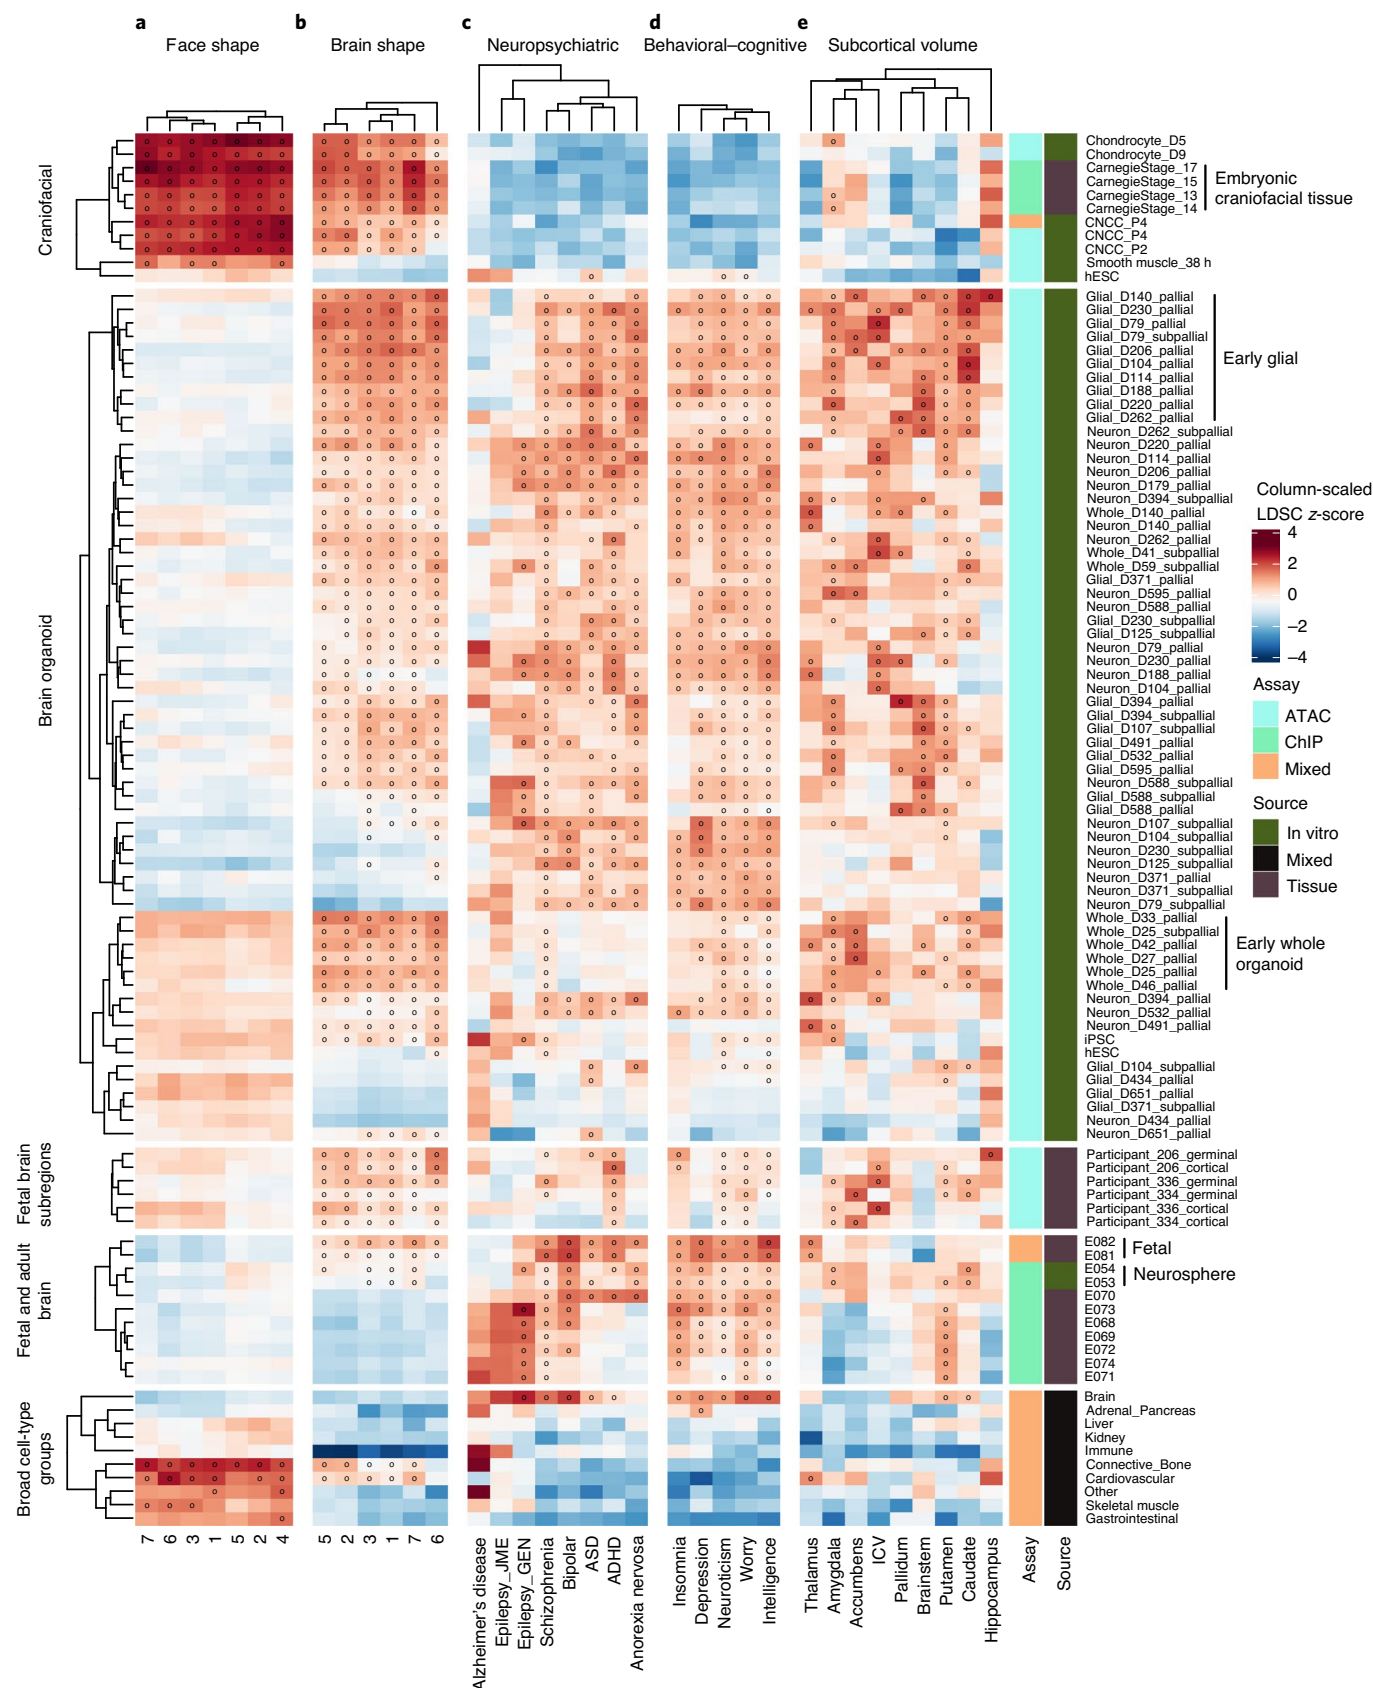 a
b
c
d
e
Face shape
Brain shape
Neuropsychiatric
Behavioral–cognitive
Subcortical volume
Craniofacial
Chondrocyte_D5
Chondrocyte_D9
CarnegieStage_17
CarnegieStage_15
CarnegieStage_13
CarnegieStage_14
CNCC_P4
CNCC_P4
CNCC_P2
Smooth muscle_38 h
hESC
Embryonic
craniofacial tissue
Brain organoid
Glial_D140_pallial
Glial_D230_pallial
Glial_D79_pallial
Glial_D79_subpallial
Glial_D206_pallial
Glial_D104_pallial
Glial_D114_pallial
Glial_D188_pallial
Glial_D220_pallial
Glial_D262_pallial
Neuron_D262_subpallial
Neuron_D220_pallial
Neuron_D114_pallial
Neuron_D206_pallial
Neuron_D179_pallial
Neuron_D394_subpallial
Whole_D140_pallial
Neuron_D140_pallial
Neuron_D262_pallial
Whole_D41_subpallial
Whole_D59_subpallial
Glial_D371_pallial
Neuron_D595_pallial
Neuron_D588_pallial
Glial_D230_subpallial
Glial_D125_subpallial
Neuron_D79_pallial
Neuron_D230_pallial
Neuron_D188_pallial
Neuron_D104_pallial
Glial_D394_pallial
Glial_D394_subpallial
Glial_D107_subpallial
Glial_D491_pallial
Glial_D532_pallial
Glial_D595_pallial
Neuron_D588_subpallial
Glial_D588_subpallial
Glial_D588_pallial
Neuron_D107_subpallial
Neuron_D104_subpallial
Neuron_D230_subpallial
Neuron_D125_subpallial
Neuron_D371_pallial
Neuron_D371_subpallial
Neuron_D79_subpallial
Whole_D33_pallial
Whole_D25_subpallial
Whole_D42_pallial
Whole_D27_pallial
Whole_D25_pallial
Whole_D46_pallial
Neuron_D394_pallial
Neuron_D532_pallial
Neuron_D491_pallial
iPSC
hESC
Glial_D104_subpallial
Glial_D434_pallial
Glial_D651_pallial
Glial_D371_subpallial
Neuron_D434_pallial
Neuron_D651_pallial
Early glial
Early whole
organoid
Column-scaled
LDSC z-score
4
2
0
−2
−4
Assay
ATAC
ChIP
Mixed
Source
In vitro
Mixed
Tissue
Fetal brain
subregions
Participant_206_germinal
Participant_206_cortical
Participant_336_germinal
Participant_334_germinal
Participant_336_cortical
Participant_334_cortical
Fetal and adult
brain
E082
E081
E054
E053
E070
E073
E068
E069
E072
E074
E071
Fetal
Neurosphere
Broad cell-type
groups
Brain
Adrenal_Pancreas
Liver
Kidney
Immune
Connective_Bone
Cardiovascular
Other
Skeletal muscle
Gastrointestinal
7
6
3
1
5
2
4
5
2
3
1
7
6
Alzheimer's disease
Epilepsy_JME
Epilepsy_GEN
Schizophrenia
Bipolar
ASD
ADHD
Anorexia nervosa
Insomnia
Depression
Neuroticism
Worry
Intelligence
Thalamus
Amygdala
Accumbens
ICV
Pallidum
Brainstem
Putamen
Caudate
Hippocampus
Assay
Source